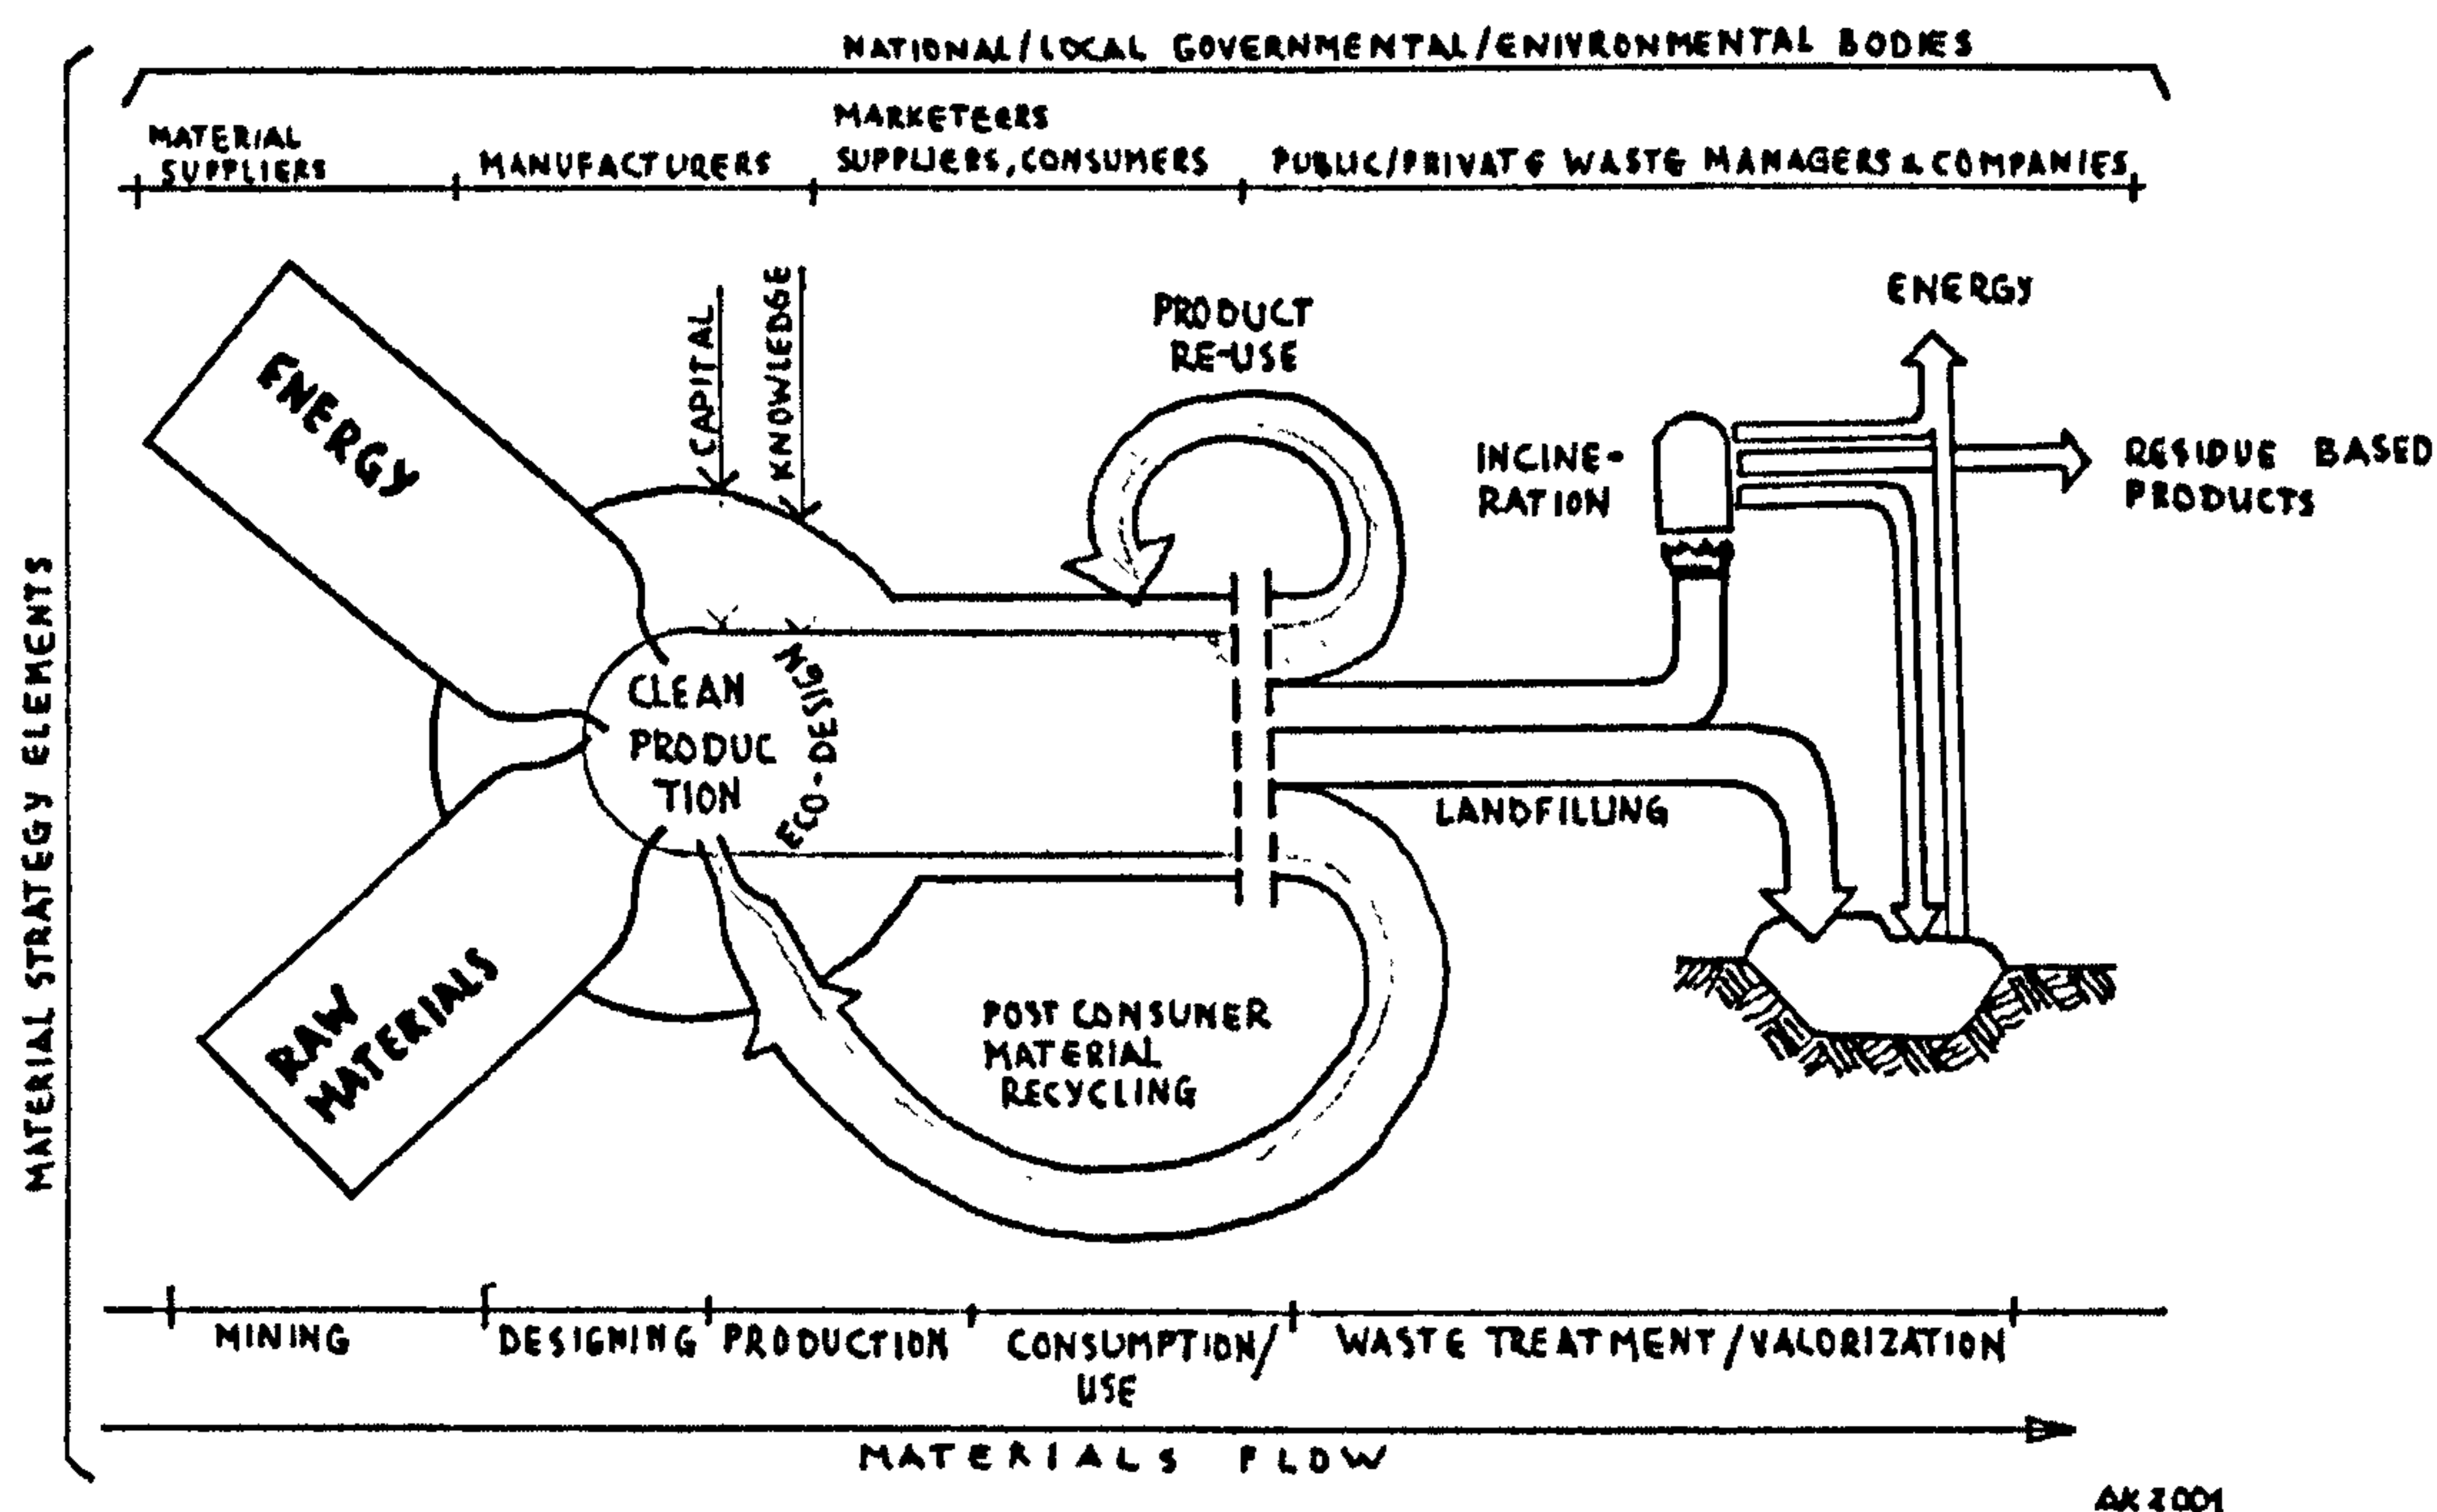 NATIONAL/LOCAL GOVERNMENTAL/ENIVRONMENTAL BODIES
MATERIAL
SUPPLIERS
MANUFACTURERS
MARKETEERS
SUPPLIERS, CONSUMERS
PUBLIC/PRIVATE WASTE MANAGERS & COMPANIES
MATERIAL STRATEGY ELEMENTS
ENERGY
CAPITAL
KNOWLEDGE
PRODUCT
RE-USE
ENERGY
INCINE-
RATION
RESIDUE BASED
PRODUCTS
CLEAN
PRODUC
TION
ECO-DESIGN
LANDFILLING
RAW
MATERIALS
POST CONSUMER
MATERIAL
RECYCLING
MINING
DESIGNING
PRODUCTION
CONSUMPTION/
USE
WASTE TREATMENT/VALORIZATION
MATERIALS FLOW
AK 2001